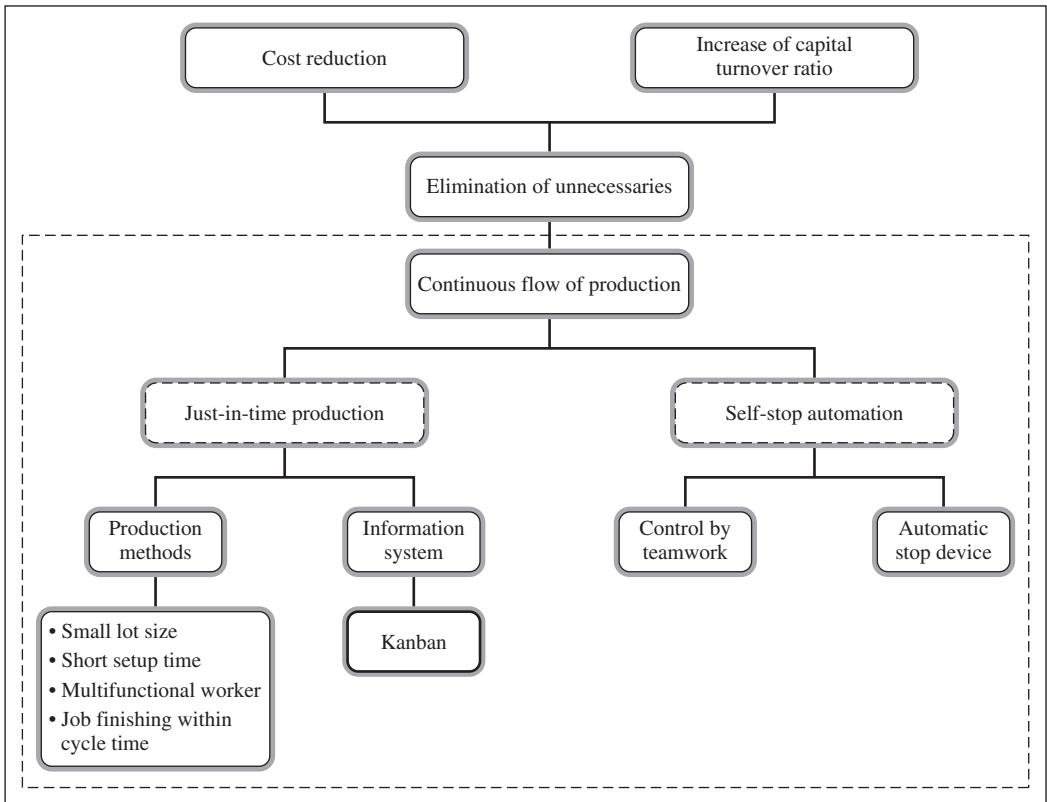 Cost reduction
Increase of capital
turnover ratio
Elimination of unnecessaries
Continuous flow of production
Just-in-time production
Self-stop automation
Production
methods
Information
system
Control by
teamwork
Automatic
stop device
• Small lot size
• Short setup time
• Multifunctional worker
• Job finishing within
cycle time
Kanban